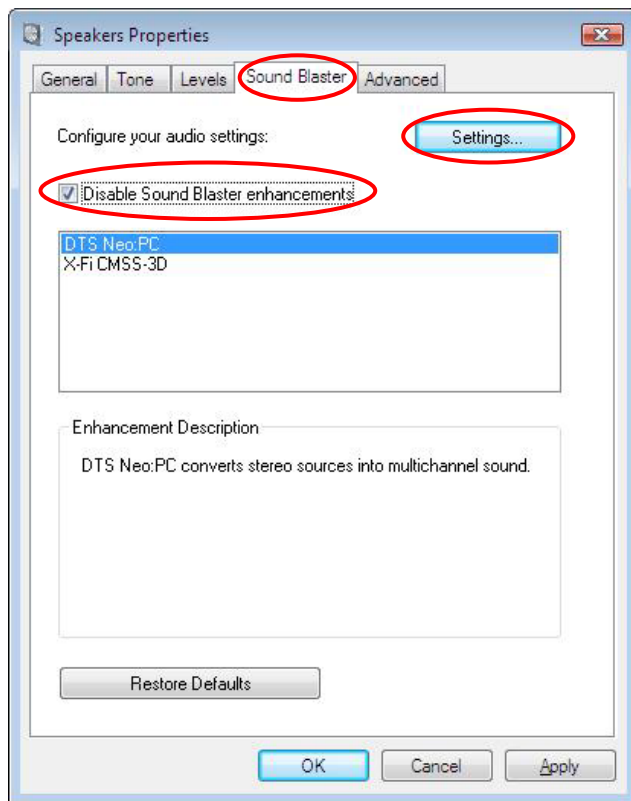 Speakers Properties
General Tone Levels Sound Blaster Advanced
Configure your audio settings: Settings...
Disable Sound Blaster enhancements
DTS Neo:PC
X-Fi CMSS-3D
Enhancement Description
DTS Neo:PC converts stereo sources into multichannel sound.
Restore Defaults
OK Cancel Apply